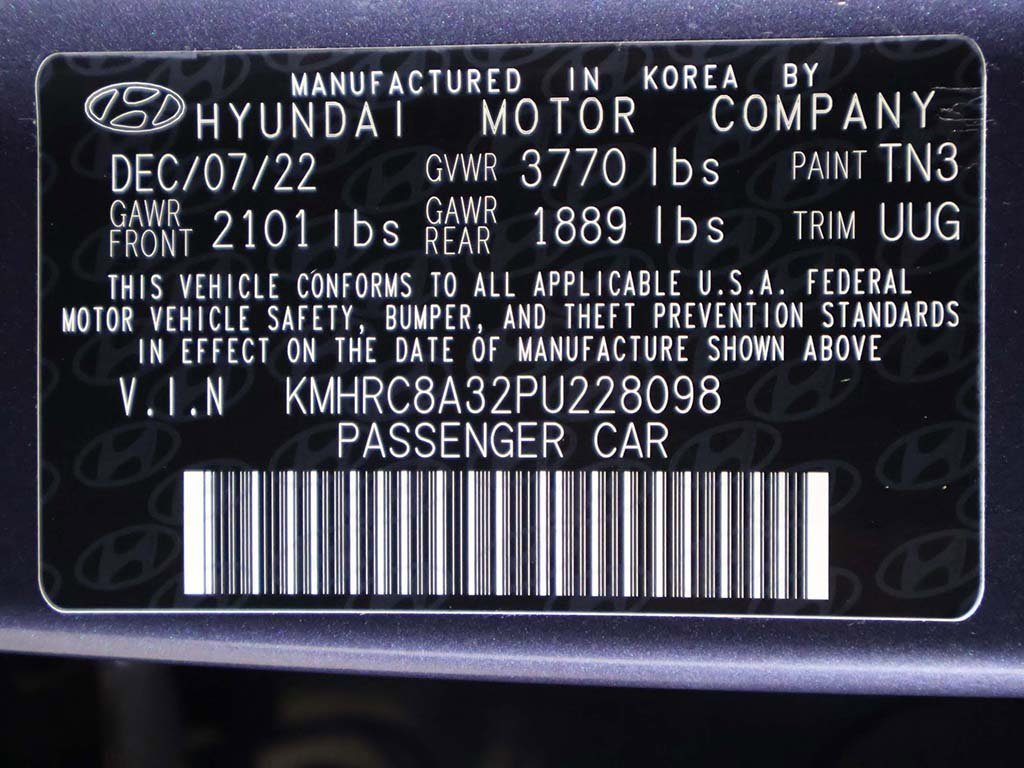 MANUFACTURED IN KOREA BY
HYUNDAI MOTOR COMPANY
DEC/07/22 GVWR 3770 lbs PAINT TN3
GAWR FRONT 2101 lbs GAWR REAR 1889 lbs TRIM UUG
THIS VEHICLE CONFORMS TO ALL APPLICABLE U.S.A. FEDERAL
MOTOR VEHICLE SAFETY, BUMPER, AND THEFT PREVENTION STANDARDS
IN EFFECT ON THE DATE OF MANUFACTURE SHOWN ABOVE
V.I.N KMHRC8A32PU228098
PASSENGER CAR